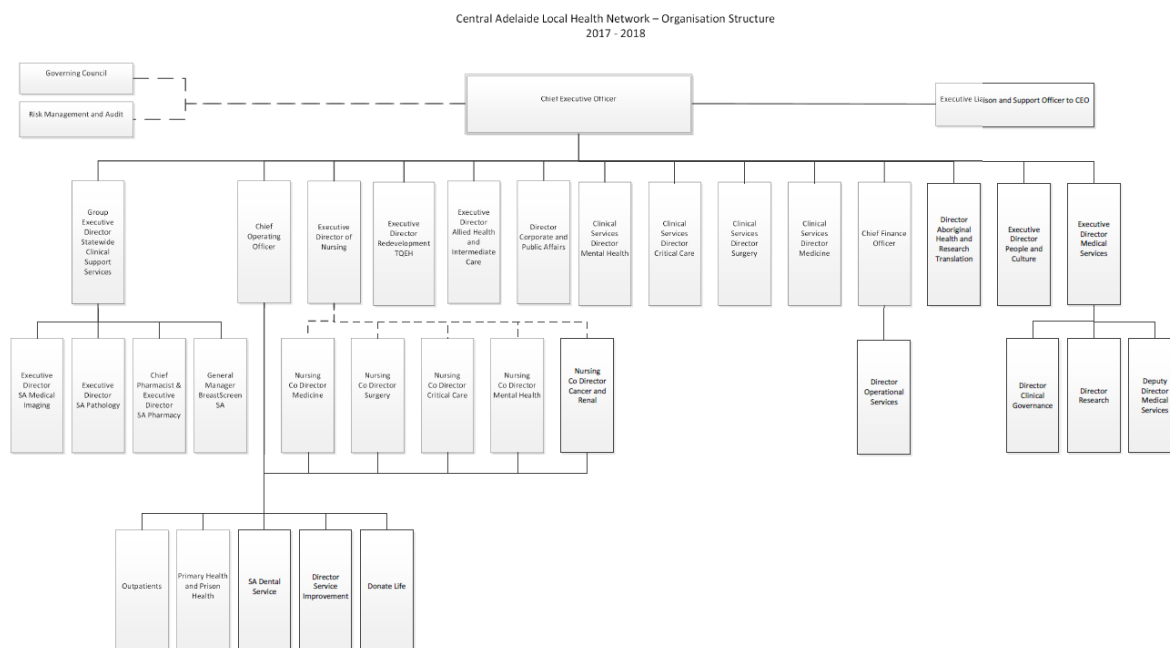 Central Adelaide Local Health Network – Organisation Structure
2017 - 2018
Governing Council
Risk Management and Audit
Chief Executive Officer
Executive Liaison and Support Officer to CEO
Group
Executive
Director
Statewide
Clinical
Support
Services
Chief
Operating
Officer
Executive
Director of
Nursing
Executive
Director
Redevelopment
TQEH
Executive
Director
Allied Health
and
Intermediate
Care
Director
Corporate and
Public Affairs
Clinical
Services
Director
Mental Health
Clinical
Services
Director
Critical Care
Clinical
Services
Director
Surgery
Clinical
Services
Director
Medicine
Chief Finance
Officer
Director
Aboriginal
Health and
Research
Translation
Executive
Director
People and
Culture
Executive
Director
Medical
Services
Executive
Director
SA Medical
Imaging
Executive
Director
SA Pathology
Chief
Pharmacist &
Executive
Director
SA Pharmacy
General
Manager
BreastScreen
SA
Nursing
Co Director
Medicine
Nursing
Co Director
Surgery
Nursing
Co Director
Critical Care
Nursing
Co Director
Mental Health
Nursing
Co Director
Cancer and
Renal
Director
Operational
Services
Director
Clinical
Governance
Director
Research
Deputy
Director
Medical
Services
Outpatients
Primary Health
and Prison
Health
SA Dental
Service
Director
Service
Improvement
Donate Life